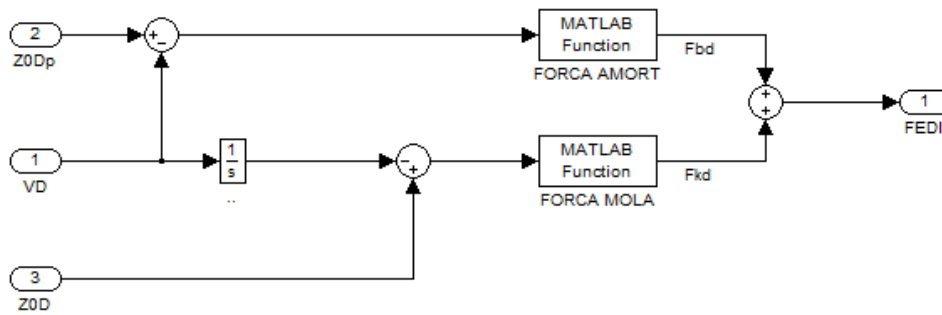 2
Z0Dp
+
−
MATLAB
Function
FORCA AMORT
Fbd
+
+
1
FEDI
1
VD
1
s
..
−
+
MATLAB
Function
FORCA MOLA
Fkd
3
Z0D